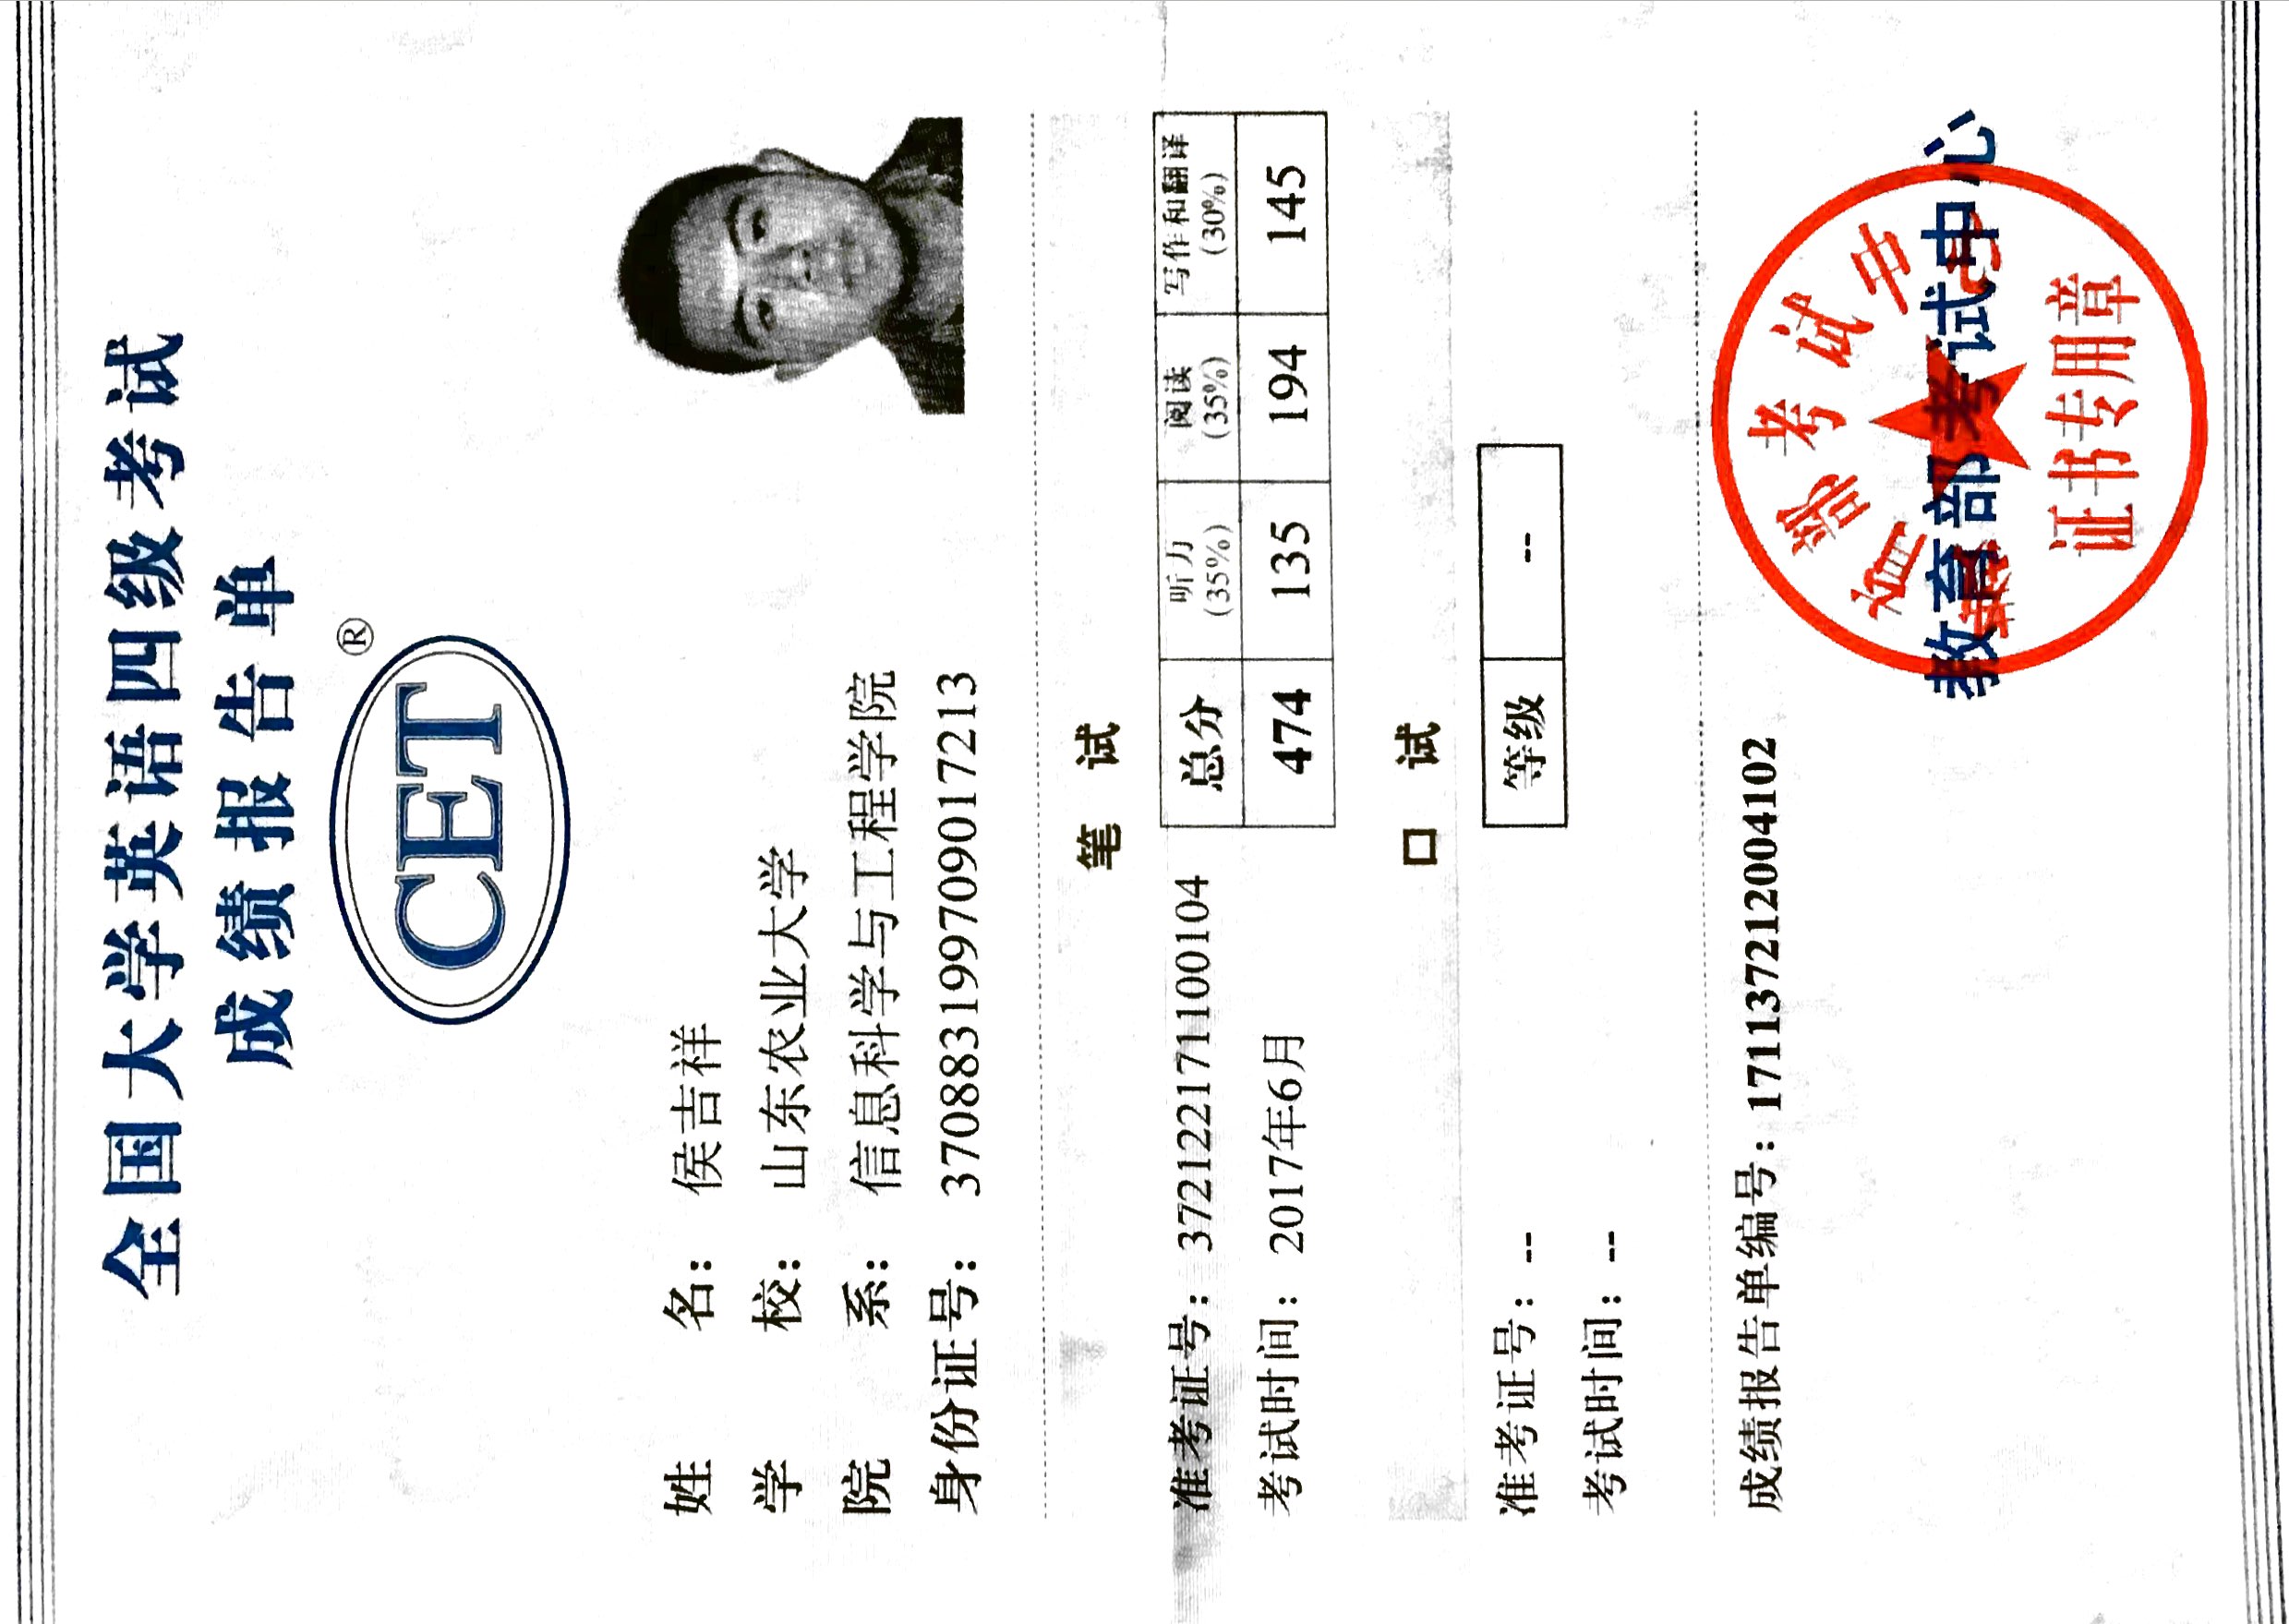 全国大学英语四级考试
成绩报告单
CET®
姓 名： 侯吉祥
学 校： 山东农业大学
院 系： 信息科学与工程学院
身份证号： 370883199709017213
笔 试
准考证号： 372122171100104
考试时间： 2017年6月
总分 听力 (35%) 阅读 (35%) 写作和翻译 (30%)
474 135 194 145
口 试
准考证号：--
等级 --
考试时间：--
成绩报告单编号：171137212004102
教育部考试中心
教育部考试中心
证书专用章